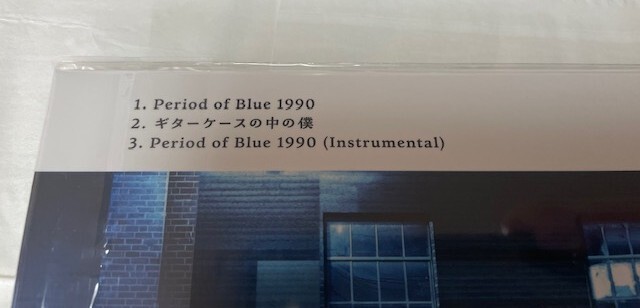 1. Period of Blue 1990
2. ギターケースの中の僕
3. Period of Blue 1990 (Instrumental)